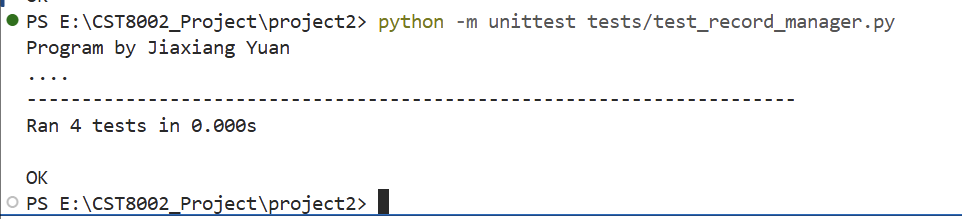 PS E:\CST8002_Project\project2> python -m unittest tests/test_record_manager.py
Program by Jiaxiang Yuan
....
----------------------------------------------------------------------
Ran 4 tests in 0.000s
OK
PS E:\CST8002_Project\project2>